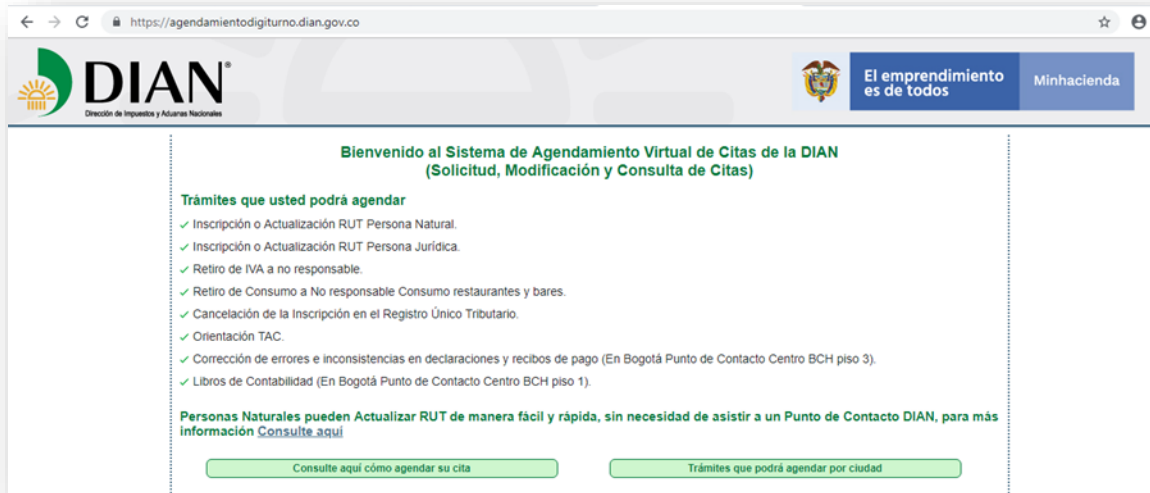 https://agendamientodigiturno.dian.gov.co
DIAN®
Dirección de Impuestos y Aduanas Nacionales
El emprendimiento
es de todos
Minhacienda
Bienvenido al Sistema de Agendamiento Virtual de Citas de la DIAN
(Solicitud, Modificación y Consulta de Citas)
Trámites que usted podrá agendar
✓ Inscripción o Actualización RUT Persona Natural.
✓ Inscripción o Actualización RUT Persona Jurídica.
✓ Retiro de IVA a no responsable.
✓ Retiro de Consumo a No responsable Consumo restaurantes y bares.
✓ Cancelación de la Inscripción en el Registro Único Tributario.
✓ Orientación TAC.
✓ Corrección de errores e inconsistencias en declaraciones y recibos de pago (En Bogotá Punto de Contacto Centro BCH piso 3).
✓ Libros de Contabilidad (En Bogotá Punto de Contacto Centro BCH piso 1).
Personas Naturales pueden Actualizar RUT de manera fácil y rápida, sin necesidad de asistir a un Punto de Contacto DIAN, para más
información Consulte aquí
Consulte aquí cómo agendar su cita
Trámites que podrá agendar por ciudad